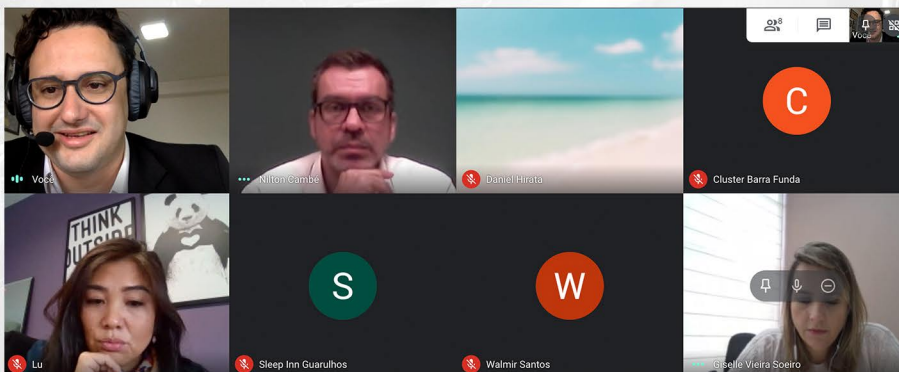 8
Você
Você
Nilton Cambe
Daniel Hirata
C
Cluster Barra Funda
THINK
OUTSIDE
Lu
S
Sleep Inn Guarulhos
W
Walmir Santos
Giselle Vieira Soeiro